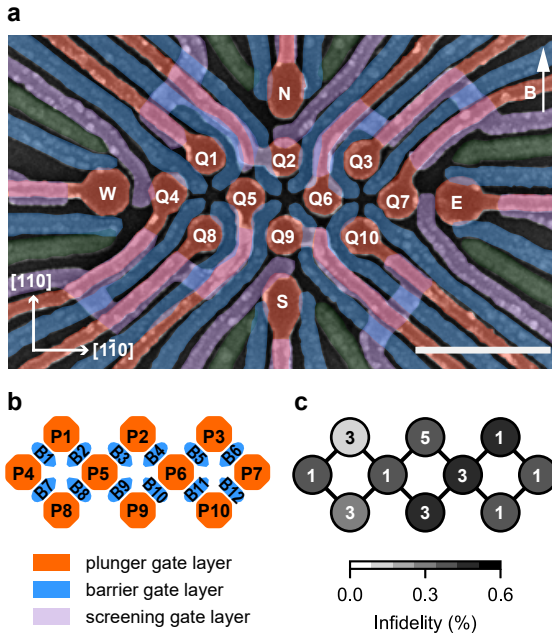 a
N
B
Q1 Q2 Q3
W Q4 Q5 Q6 Q7 E
Q8 Q9 Q10
[110]
S
[11̄0]
b
P1 P2 P3
B1 B2 B3 B4 B5 B6
P4 P5 P6 P7
B7 B8 B9 B10 B11 B12
P8 P9 P10
plunger gate layer
barrier gate layer
screening gate layer
c
3 5 1
1 1 3 1
3 3 1
0.0 0.3 0.6
Infidelity (%)